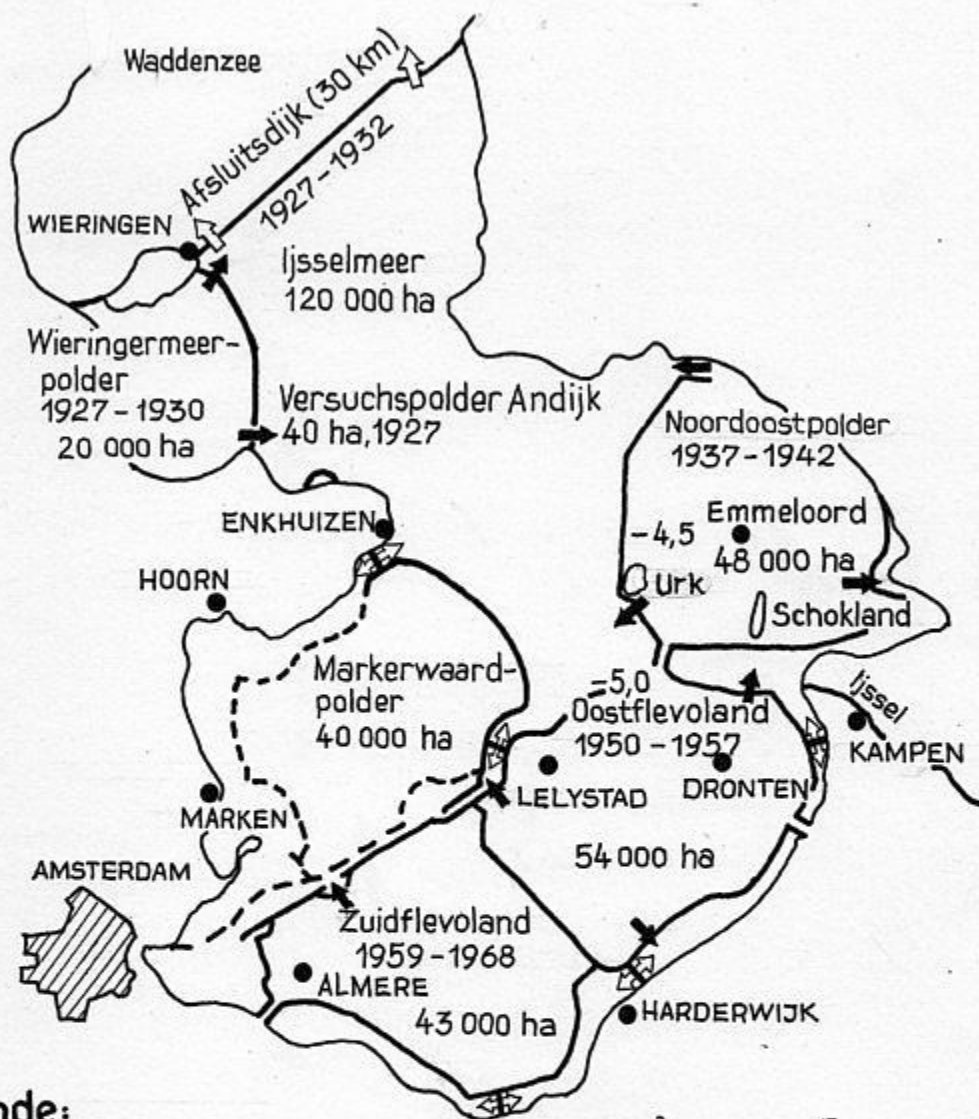 Waddenzee
Afsluitsdijk (30 km)
1927-1932
WIERINGEN
Ijsselmeer
120 000 ha
Wieringermeer-
polder
1927-1930
20 000 ha
Versuchspolder Andijk
40 ha, 1927
Noordoostpolder
1937-1942
ENKHUIZEN
-4,5
Emmeloord
48 000 ha
HOORN
Urk
Schokland
Markerwaard-
polder
40 000 ha
-5,0
Oostflevoland
1950-1957
Ijssel
KAMPEN
LELYSTAD
DRONTEN
MARKEN
54 000 ha
AMSTERDAM
Zuidflevoland
1959-1968
ALMERE
43 000 ha
HARDERWIJK